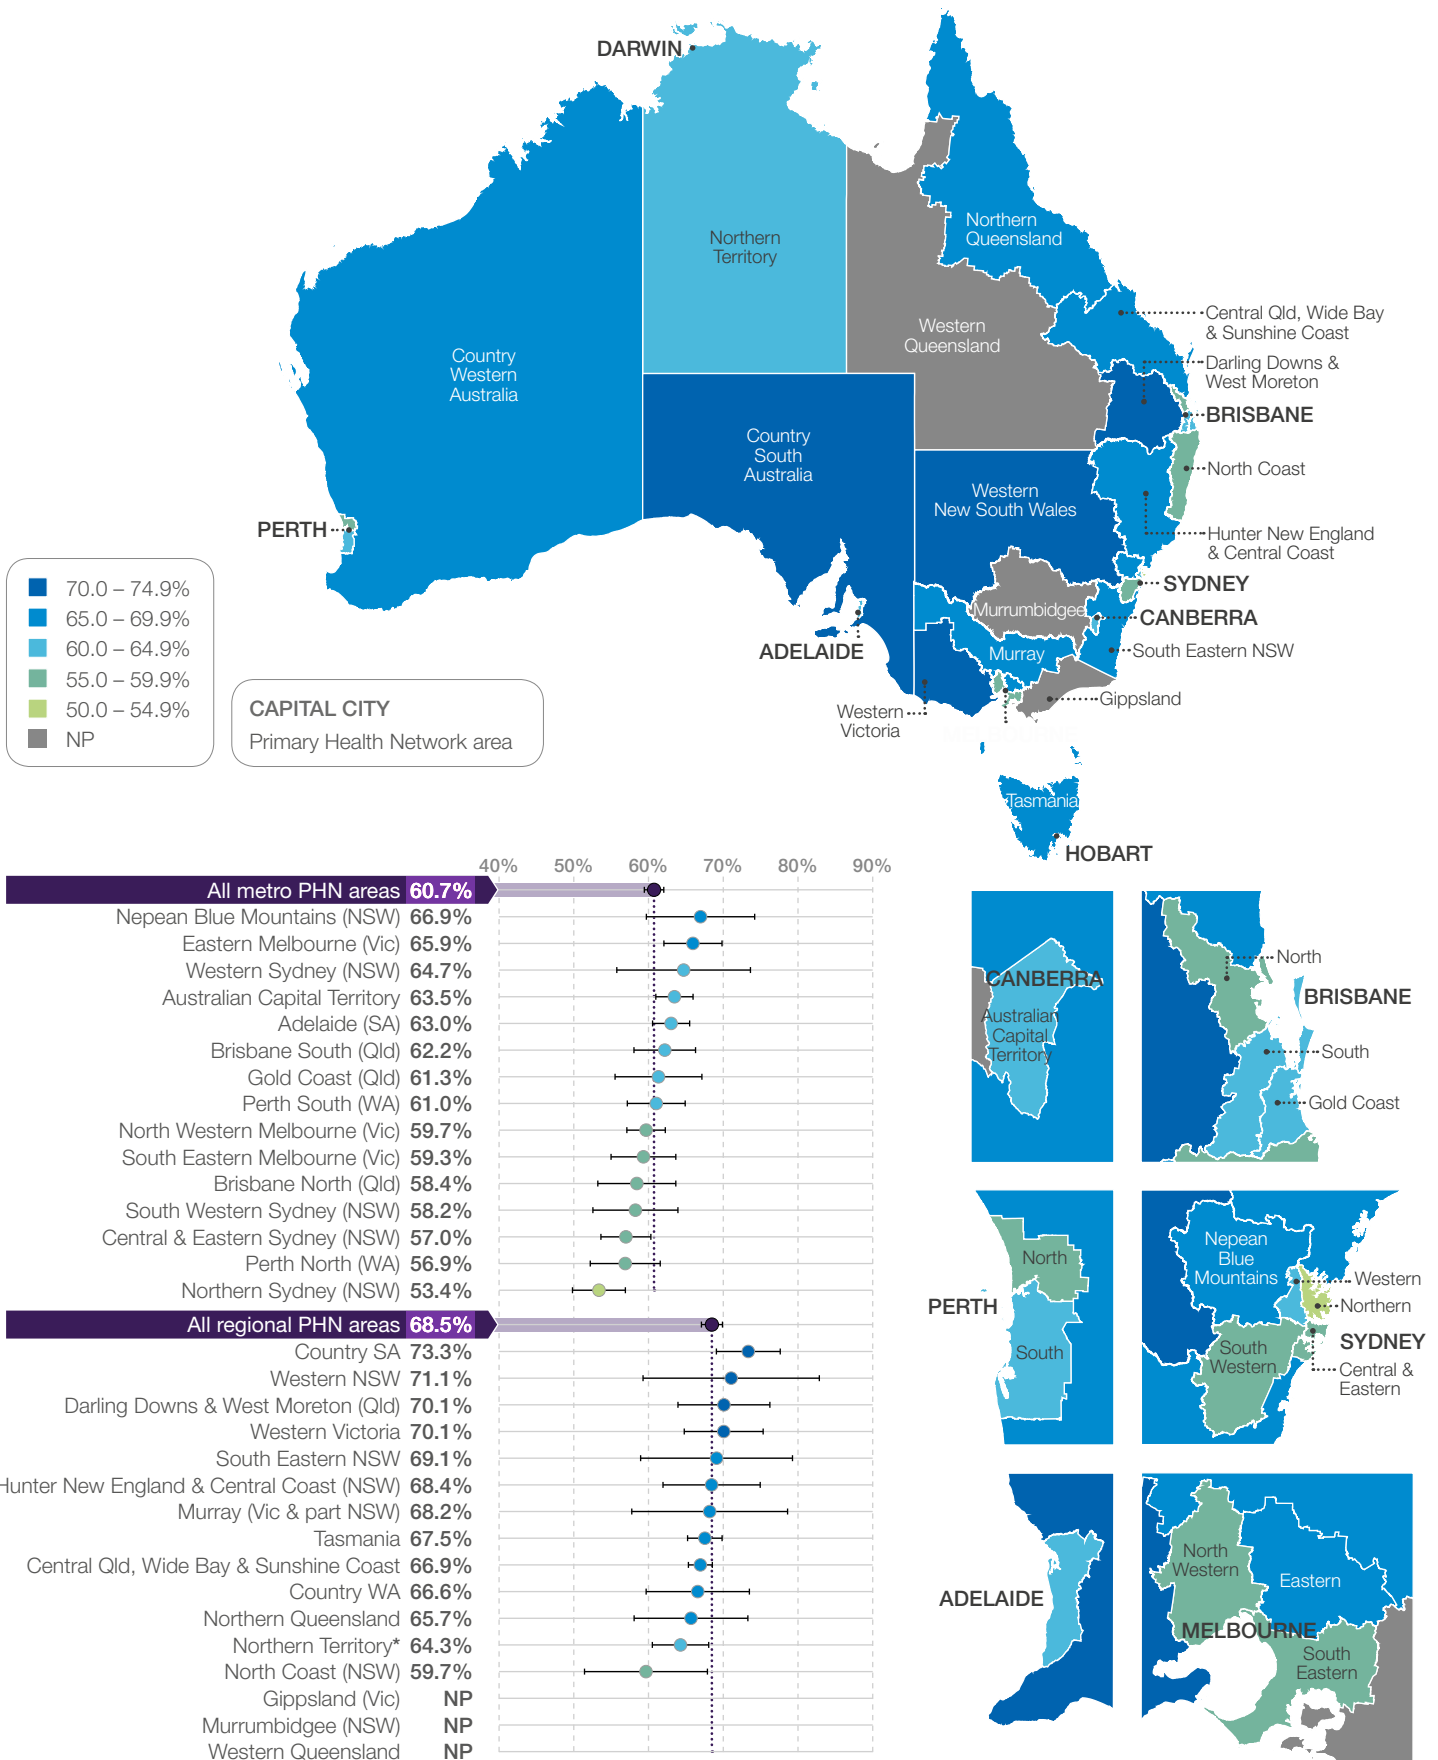 DARWIN
Northern
Territory
Northern
Queensland
Western
Queensland
Country
Western
Australia
Country
South
Australia
Central Qld, Wide Bay
& Sunshine Coast
Darling Downs &
West Moreton
BRISBANE
North Coast
Western
New South Wales
Hunter New England
& Central Coast
PERTH
SYDNEY
Murrumbidgee
CANBERRA
ADELAIDE
Murray
South Eastern NSW
Gippsland
Western
Victoria
Tasmania
HOBART
70.0 – 74.9%
65.0 – 69.9%
60.0 – 64.9%
55.0 – 59.9%
50.0 – 54.9%
NP
CAPITAL CITY
Primary Health Network area
40% 50% 60% 70% 80% 90%
All metro PHN areas 60.7%
Nepean Blue Mountains (NSW) 66.9%
Eastern Melbourne (Vic) 65.9%
Western Sydney (NSW) 64.7%
Australian Capital Territory 63.5%
Adelaide (SA) 63.0%
Brisbane South (Qld) 62.2%
Gold Coast (Qld) 61.3%
Perth South (WA) 61.0%
North Western Melbourne (Vic) 59.7%
South Eastern Melbourne (Vic) 59.3%
Brisbane North (Qld) 58.4%
South Western Sydney (NSW) 58.2%
Central & Eastern Sydney (NSW) 57.0%
Perth North (WA) 56.9%
Northern Sydney (NSW) 53.4%
All regional PHN areas 68.5%
Country SA 73.3%
Western NSW 71.1%
Darling Downs & West Moreton (Qld) 70.1%
Western Victoria 70.1%
South Eastern NSW 69.1%
Hunter New England & Central Coast (NSW) 68.4%
Murray (Vic & part NSW) 68.2%
Tasmania 67.5%
Central Qld, Wide Bay & Sunshine Coast 66.9%
Country WA 66.6%
Northern Queensland 65.7%
Northern Territory* 64.3%
North Coast (NSW) 59.7%
Gippsland (Vic) NP
Murrumbidgee (NSW) NP
Western Queensland NP
CANBERRA
Australian
Capital
Territory
North
BRISBANE
South
Gold Coast
North
PERTH
South
Nepean
Blue
Mountains
Western
Northern
SYDNEY
South
Western
Central &
Eastern
ADELAIDE
North
Western
Eastern
MELBOURNE
South
Eastern